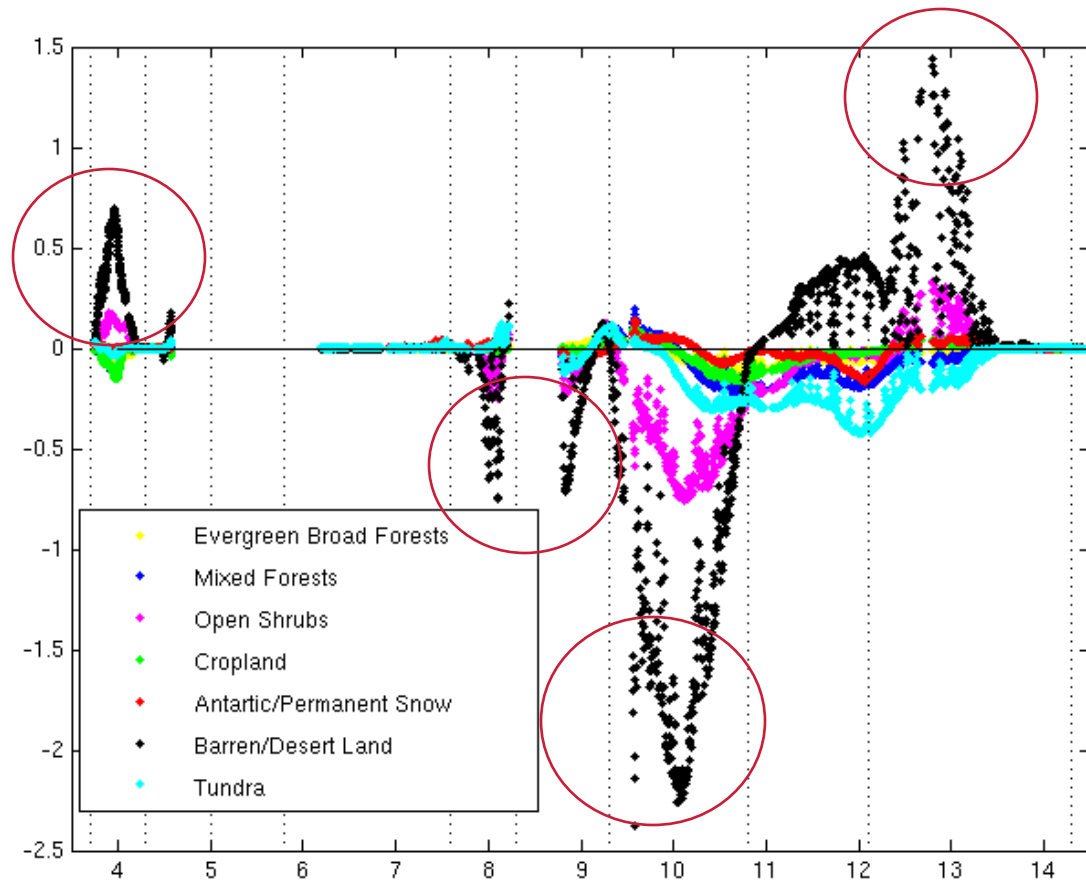 1.5
1
0.5
0
-0.5
-1
-1.5
-2
-2.5
Evergreen Broad Forests
Mixed Forests
Open Shrubs
Cropland
Antartic/Permanent Snow
Barren/Desert Land
Tundra
4 5 6 7 8 9 10 11 12 13 14